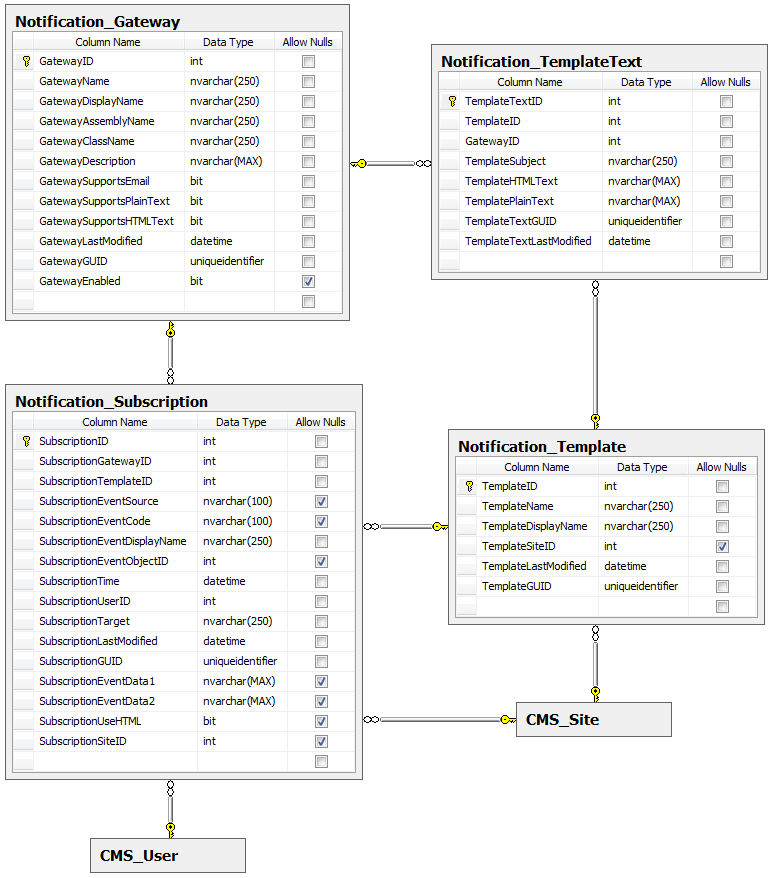 Notification_Gateway
Column Name Data Type Allow Nulls
GatewayID int
GatewayName nvarchar(250)
GatewayDisplayName nvarchar(250)
GatewayAssemblyName nvarchar(250)
GatewayClassName nvarchar(250)
GatewayDescription nvarchar(MAX)
GatewaySupportsEmail bit
GatewaySupportsPlainText bit
GatewaySupportsHTMLText bit
GatewayLastModified datetime
GatewayGUID uniqueidentifier
GatewayEnabled bit
Notification_TemplateText
Column Name Data Type Allow Nulls
TemplateTextID int
TemplateID int
GatewayID int
TemplateSubject nvarchar(250)
TemplateHTMLText nvarchar(MAX)
TemplatePlainText nvarchar(MAX)
TemplateTextGUID uniqueidentifier
TemplateTextLastModified datetime
Notification_Subscription
Column Name Data Type Allow Nulls
SubscriptionID int
SubscriptionGatewayID int
SubscriptionTemplateID int
SubscriptionEventSource nvarchar(100)
SubscriptionEventCode nvarchar(100)
SubscriptionEventDisplayName nvarchar(250)
SubscriptionEventObjectID int
SubscriptionTime datetime
SubscriptionUserID int
SubscriptionTarget nvarchar(250)
SubscriptionLastModified datetime
SubscriptionGUID uniqueidentifier
SubscriptionEventData1 nvarchar(MAX)
SubscriptionEventData2 nvarchar(MAX)
SubscriptionUseHTML bit
SubscriptionSiteID int
Notification_Template
Column Name Data Type Allow Nulls
TemplateID int
TemplateName nvarchar(250)
TemplateDisplayName nvarchar(250)
TemplateSiteID int
TemplateLastModified datetime
TemplateGUID uniqueidentifier
CMS_Site
CMS_User